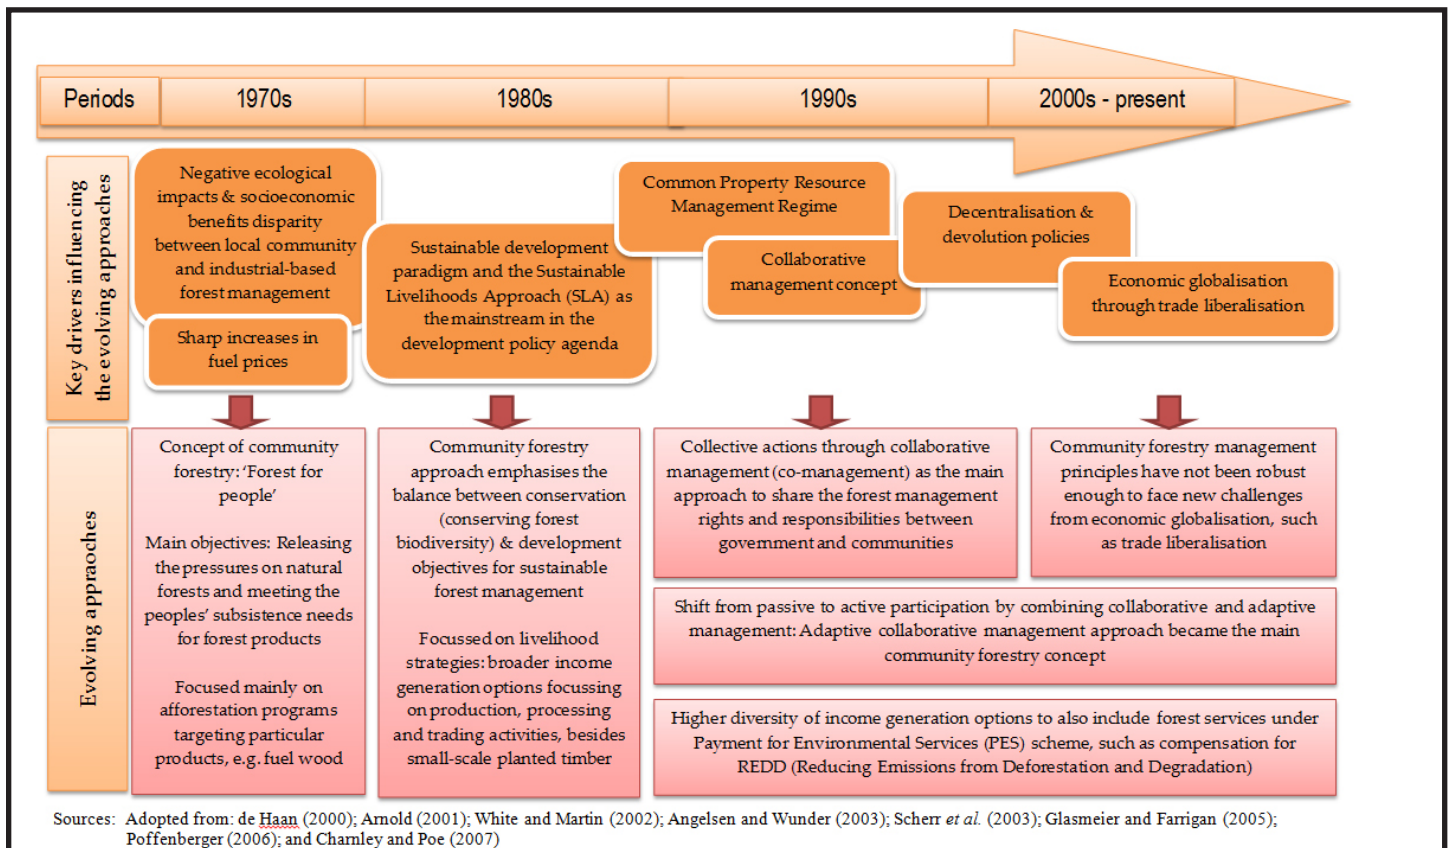 Periods
1970s
1980s
1990s
2000s - present
Key drivers influencing
the evolving approaches
Negative ecological
impacts & socioeconomic
benefits disparity
between local community
and industrial-based
forest management
Sharp increases in
fuel prices
Sustainable development
paradigm and the Sustainable
Livelihoods Approach (SLA) as
the mainstream in the
development policy agenda
Common Property Resource
Management Regime
Collaborative
management concept
Decentralisation &
devolution policies
Economic globalisation
through trade liberalisation
Evolving appraoches
Concept of community
forestry: 'Forest for
people'
Main objectives: Releasing
the pressures on natural
forests and meeting the
peoples' subsistence needs
for forest products
Focused mainly on
afforestation programs
targeting particular
products, e.g. fuel wood
Community forestry
approach emphasises the
balance between conservation
(conserving forest
biodiversity) & development
objectives for sustainable
forest management
Focussed on livelihood
strategies: broader income
generation options focussing
on production, processing
and trading activities, besides
small-scale planted timber
Collective actions through collaborative
management (co-management) as the main
approach to share the forest management
rights and responsibilities between
government and communities
Community forestry management
principles have not been robust
enough to face new challenges
from economic globalisation, such
as trade liberalisation
Shift from passive to active participation by combining collaborative and adaptive
management: Adaptive collaborative management approach became the main
community forestry concept
Higher diversity of income generation options to also include forest services under
Payment for Environmental Services (PES) scheme, such as compensation for
REDD (Reducing Emissions from Deforestation and Degradation)
Sources: Adopted from: de Haan (2000); Arnold (2001); White and Martin (2002); Angelsen and Wunder (2003); Scherr et al. (2003); Glasmeier and Farrigan (2005);
Poffenberger (2006); and Charnley and Poe (2007)